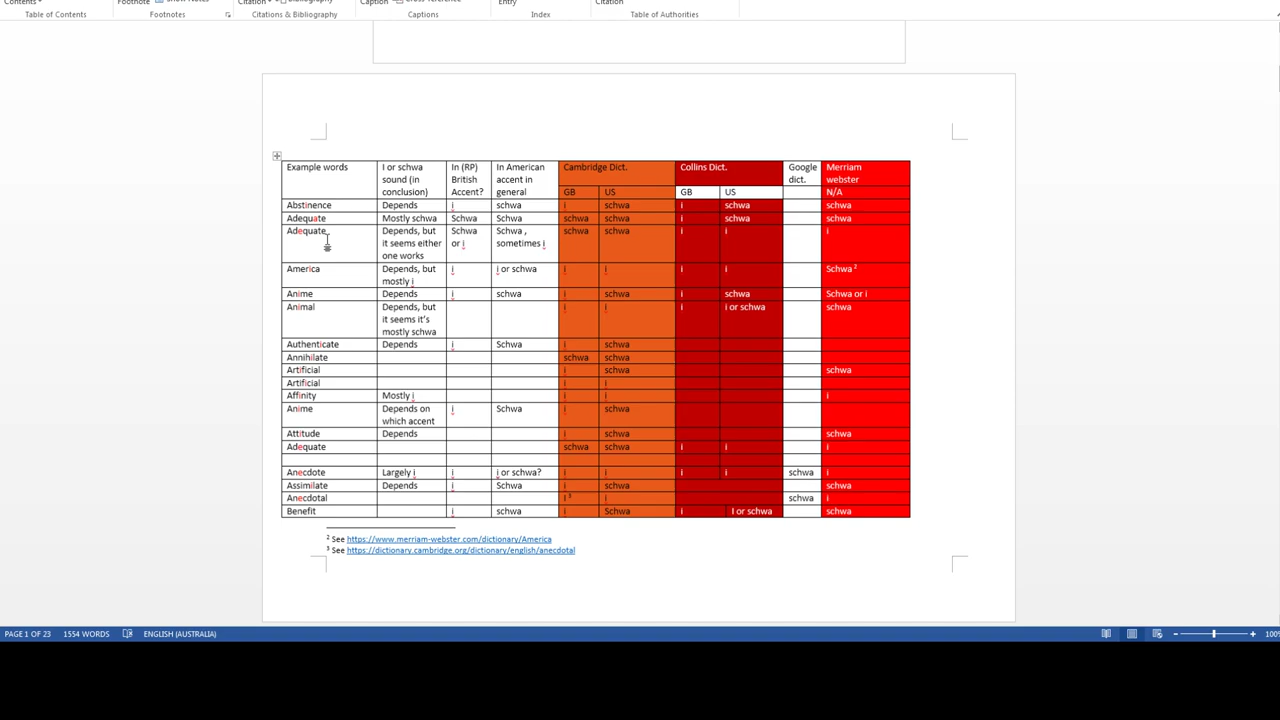 Contents
Footnote
Citation Bibliography
Caption
Entry
Citation
Table of Contents Footnotes Citations & Bibliography Captions Index Table of Authorities
Example words I or schwa sound (in conclusion) In (RP) British Accent? In American accent in general Cambridge Dict. Collins Dict. Google dict. Merriam webster
GB US GB US N/A
Abstinence Depends i schwa i schwa i schwa schwa
Adequate Mostly schwa Schwa Schwa schwa schwa i schwa schwa
Adequate Depends, but it seems either one works Schwa or i Schwa , sometimes i schwa schwa i i i
America Depends, but mostly i i i or schwa i i i i Schwa 2
Anime Depends i schwa i schwa i schwa Schwa or i
Animal Depends, but it seems it's mostly schwa i i i i or schwa schwa
Authenticate Depends i Schwa i schwa
Annihilate schwa schwa
Artificial i schwa schwa
Artificial i i
Affinity Mostly i i i i
Anime Depends on which accent i Schwa i schwa
Attitude Depends i schwa schwa
Adequate schwa schwa i i i
Anecdote Largely i i i or schwa? i i i i schwa i
Assimilate Depends i Schwa i schwa schwa
Anecdotal I 3 i schwa i
Benefit i schwa i Schwa i I or schwa schwa
2 See https://www.merriam-webster.com/dictionary/America
3 See https://dictionary.cambridge.org/dictionary/english/anecdotal
PAGE 1 OF 23 1554 WORDS ENGLISH (AUSTRALIA) 100%